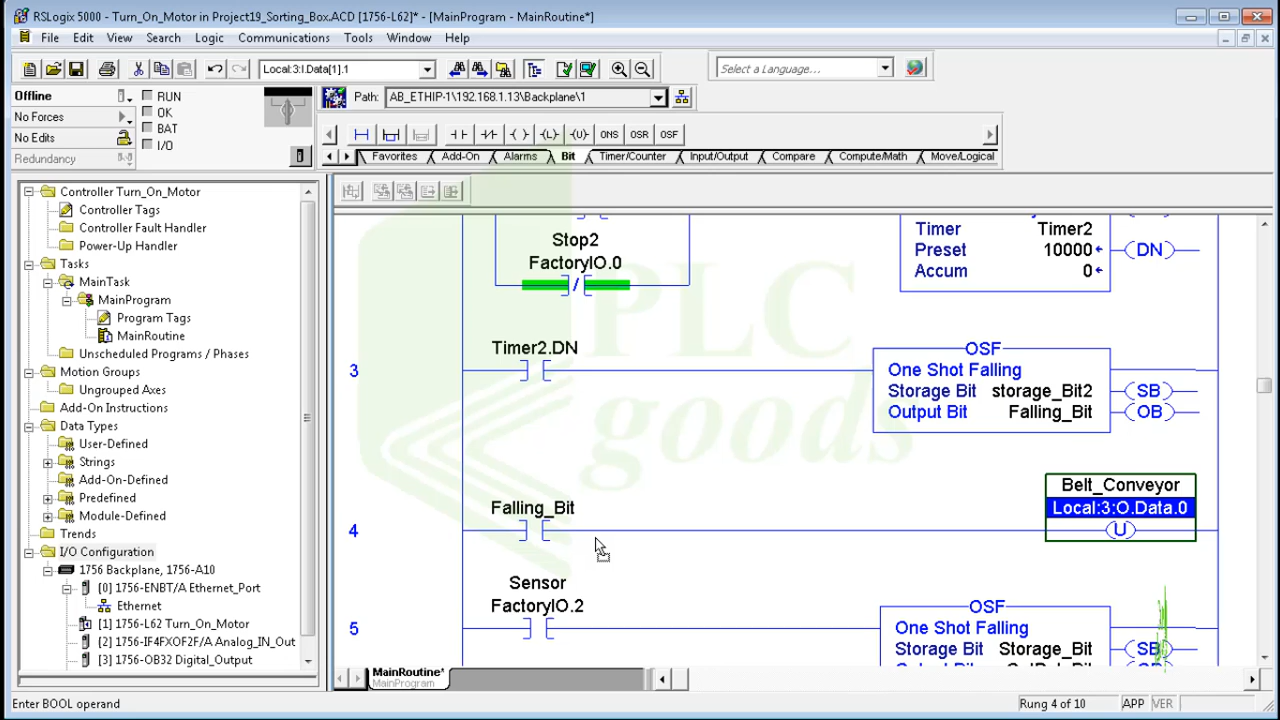 RSLogix 5000 - Turn_On_Motor in Project19_Sorting_Box.ACD [1756-L62]* - [MainProgram - MainRoutine*]
File Edit View Search Logic Communications Tools Window Help
Local:3:I.Data[1].1
Select a Language...
Offline
RUN
No Forces
OK
No Edits
BAT
Redundancy
I/O
Path: AB_ETHIP-1\192.168.1.13\Backplane\1
(L) (U) ONS OSR OSF
Favorites Add-On Alarms Bit Timer/Counter Input/Output Compare Compute/Math Move/Logical
Controller Turn_On_Motor
Controller Tags
Controller Fault Handler
Power-Up Handler
Tasks
MainTask
MainProgram
Program Tags
MainRoutine
Unscheduled Programs / Phases
Motion Groups
Ungrouped Axes
Add-On Instructions
Data Types
User-Defined
Strings
Add-On-Defined
Predefined
Module-Defined
Trends
I/O Configuration
1756 Backplane, 1756-A10
[0] 1756-ENBT/A Ethernet_Port
Ethernet
[1] 1756-L62 Turn_On_Motor
[2] 1756-IF4FXOF2F/A Analog_IN_Out
[3] 1756-OB32 Digital_Output
Stop2
FactoryIO.0
Timer Timer2
Preset 10000
DN
Accum 0
3
Timer2.DN
OSF
One Shot Falling
Storage Bit storage_Bit2
SB
Output Bit Falling_Bit
OB
4
Falling_Bit
Belt_Conveyor
Local:3:O.Data.0
U
5
Sensor
FactoryIO.2
OSF
One Shot Falling
Storage Bit Storage_Bit
SB
PLC
goods
MainRoutine*
MainProgram
Enter BOOL operand
Rung 4 of 10
APP
VER